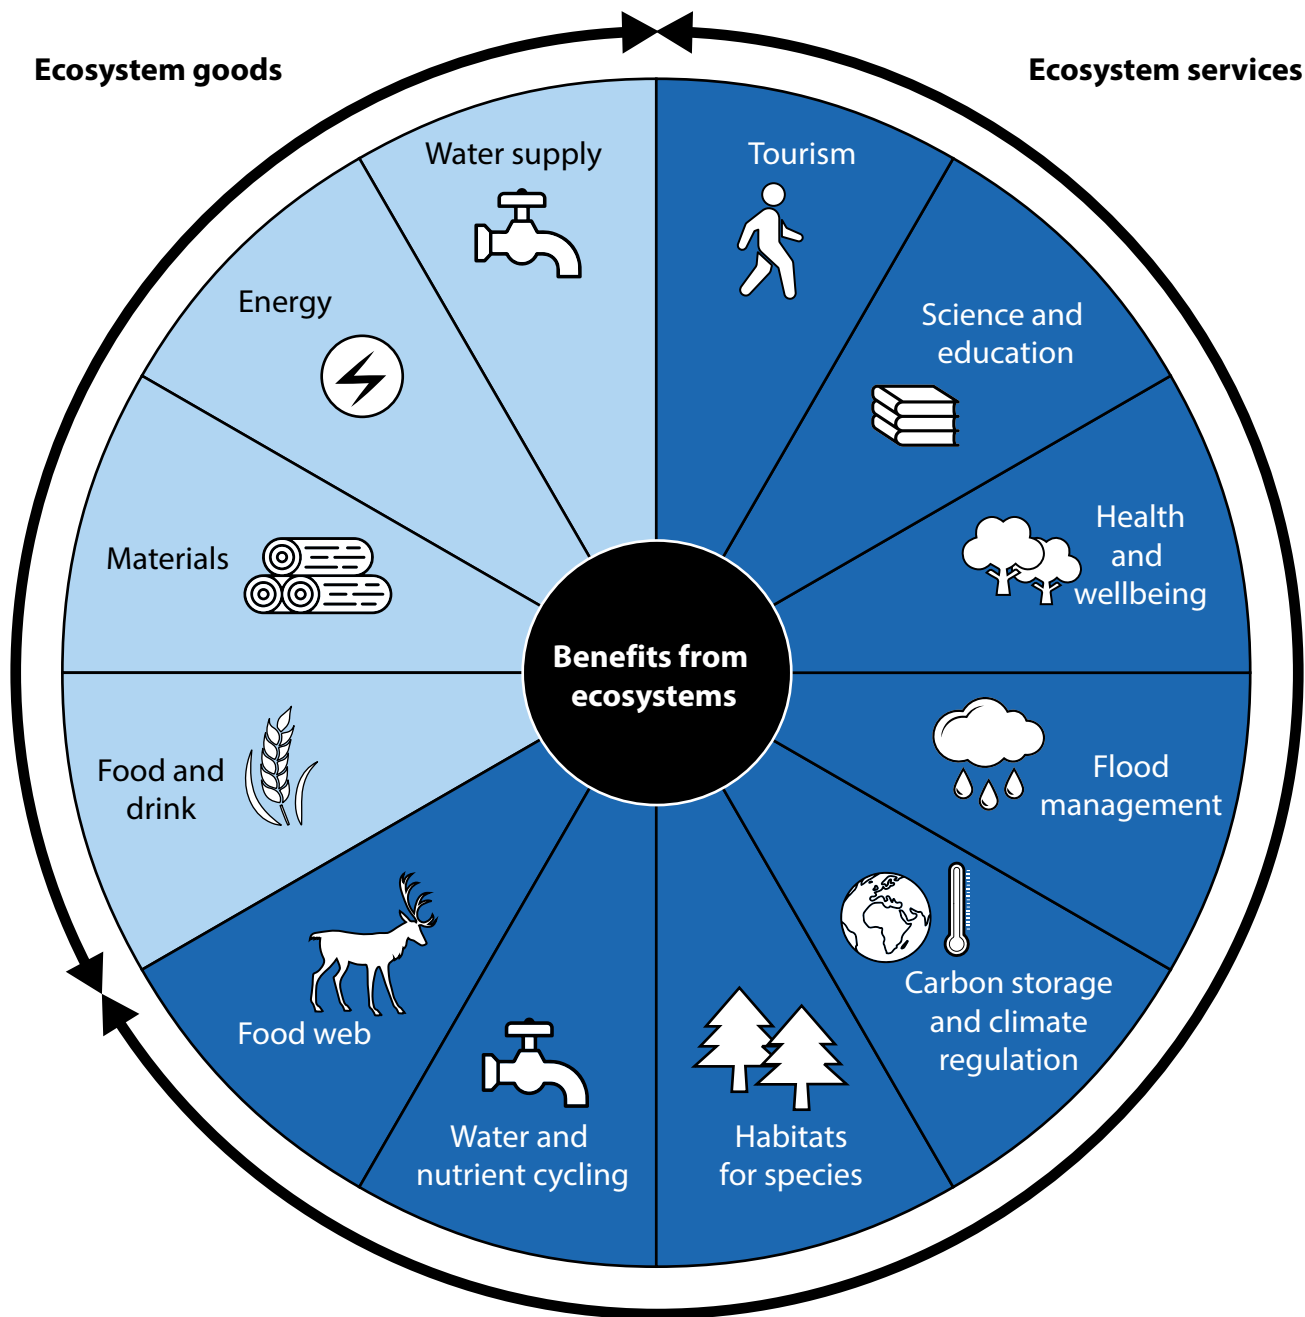 Ecosystem goods
Ecosystem services
Water supply
Tourism
Energy
Science and
education
Materials
Health
and
wellbeing
Benefits from
ecosystems
Food and
drink
Flood
management
Food web
Carbon storage
and climate
regulation
Water and
nutrient cycling
Habitats
for species